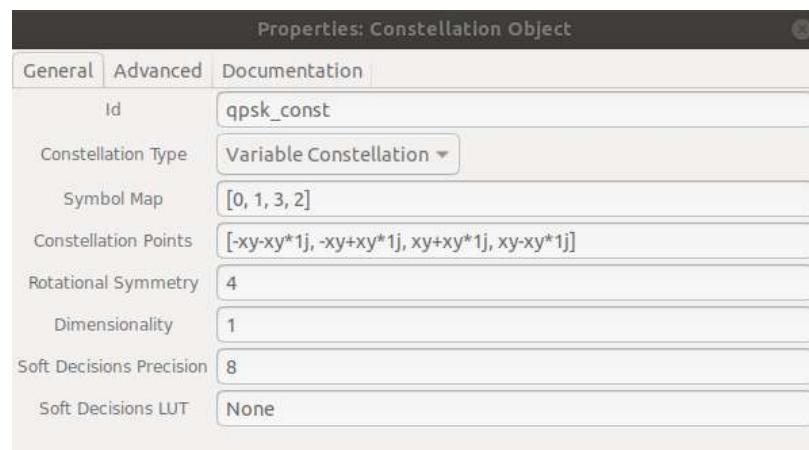 Properties: Constellation Object
General Advanced Documentation
Id qpsk_const
Constellation Type Variable Constellation
Symbol Map [0, 1, 3, 2]
Constellation Points [-xy-xy*1j, -xy+xy*1j, xy+xy*1j, xy-xy*1j]
Rotational Symmetry 4
Dimensionality 1
Soft Decisions Precision 8
Soft Decisions LUT None